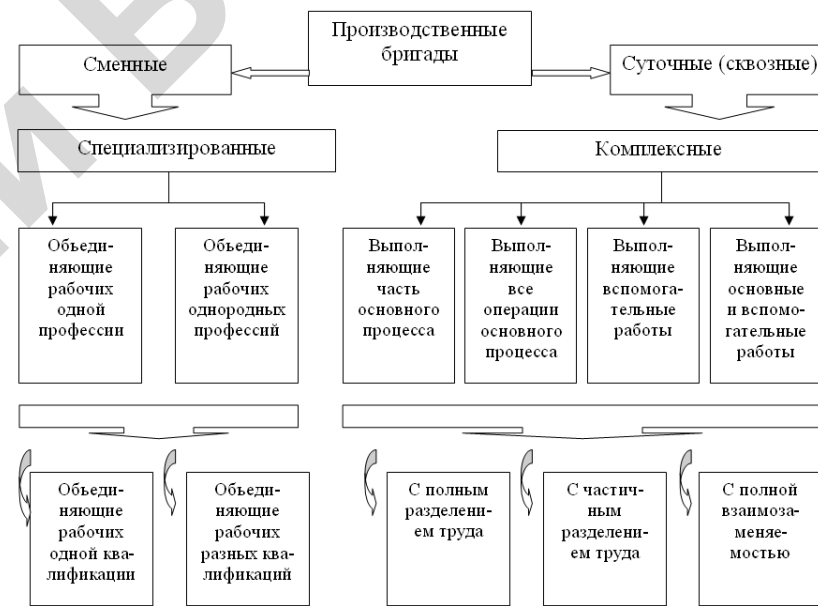 Производственные
бригады
Сменные
Суточные (сквозные)
Специализированные
Комплексные
Объеди-
няющие
рабочих
одной
профессии
Объеди-
няющие
рабочих
однородных
профессий
Выпол-
няющие
часть
основного
процесса
Выпол-
няющие
все
операции
основного
процесса
Выпол-
няющие
вспомога-
тельные
работы
Выпол-
няющие
основные
и вспомо-
гательные
работы
Объеди-
няющие
рабочих
одной ква-
лификации
Объеди-
няющие
рабочих
разных ква-
лификаций
С полным
разделени-
ем труда
С частич-
ным
разделени-
ем труда
С полной
взаимоза-
меняе-
мостью